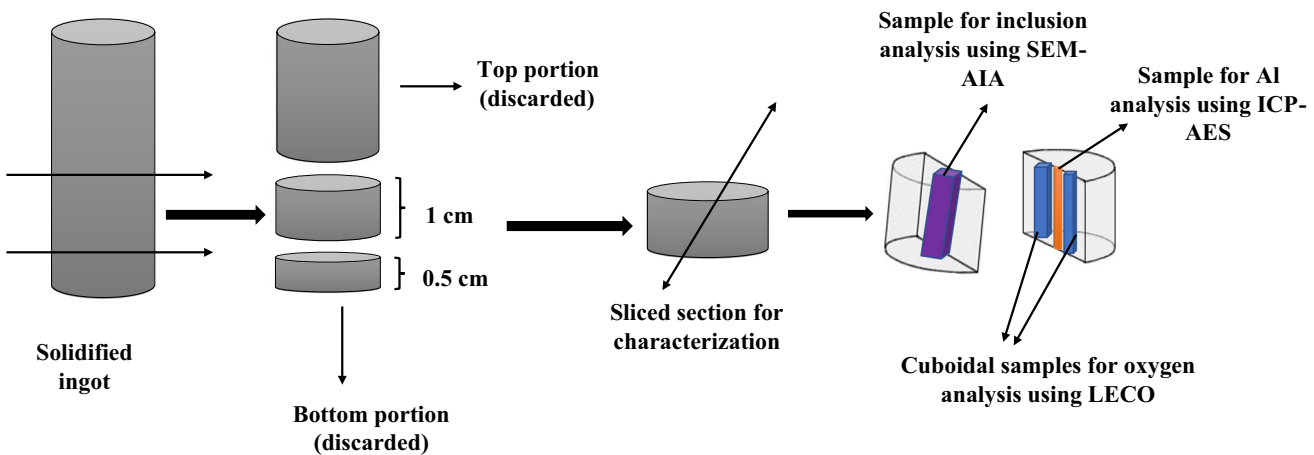 Solidified
ingot
Top portion
(discarded)
1 cm
0.5 cm
Bottom portion
(discarded)
Sliced section for
characterization
Sample for inclusion
analysis using SEM-
AIA
Sample for Al
analysis using ICP-
AES
Cuboidal samples for oxygen
analysis using LECO